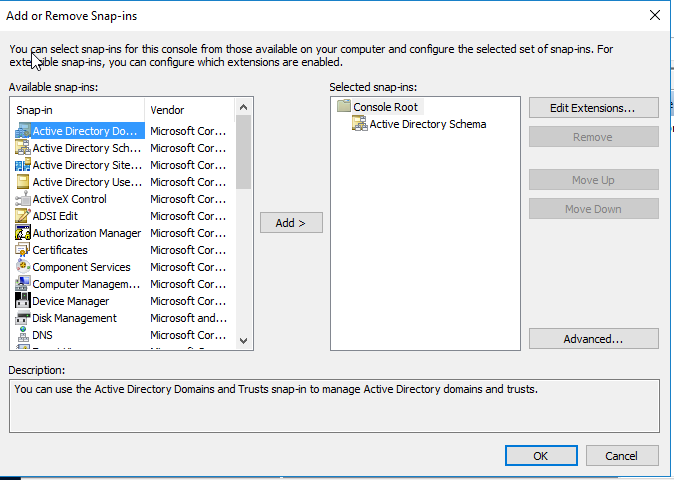 Add or Remove Snap-ins
You can select snap-ins for this console from those available on your computer and configure the selected set of snap-ins. For
extensible snap-ins, you can configure which extensions are enabled.
Available snap-ins:
Selected snap-ins:
Snap-in Vendor
Active Directory Do... Microsoft Cor...
Active Directory Sch... Microsoft Cor...
Active Directory Site... Microsoft Cor...
Active Directory Use... Microsoft Cor...
ActiveX Control Microsoft Cor...
ADSI Edit Microsoft Cor...
Authorization Manager Microsoft Cor...
Certificates Microsoft Cor...
Component Services Microsoft Cor...
Computer Managem... Microsoft Cor...
Device Manager Microsoft Cor...
Disk Management Microsoft and...
DNS Microsoft Cor...
Add >
Console Root
Active Directory Schema
Edit Extensions...
Remove
Move Up
Move Down
Advanced...
Description:
You can use the Active Directory Domains and Trusts snap-in to manage Active Directory domains and trusts.
OK
Cancel